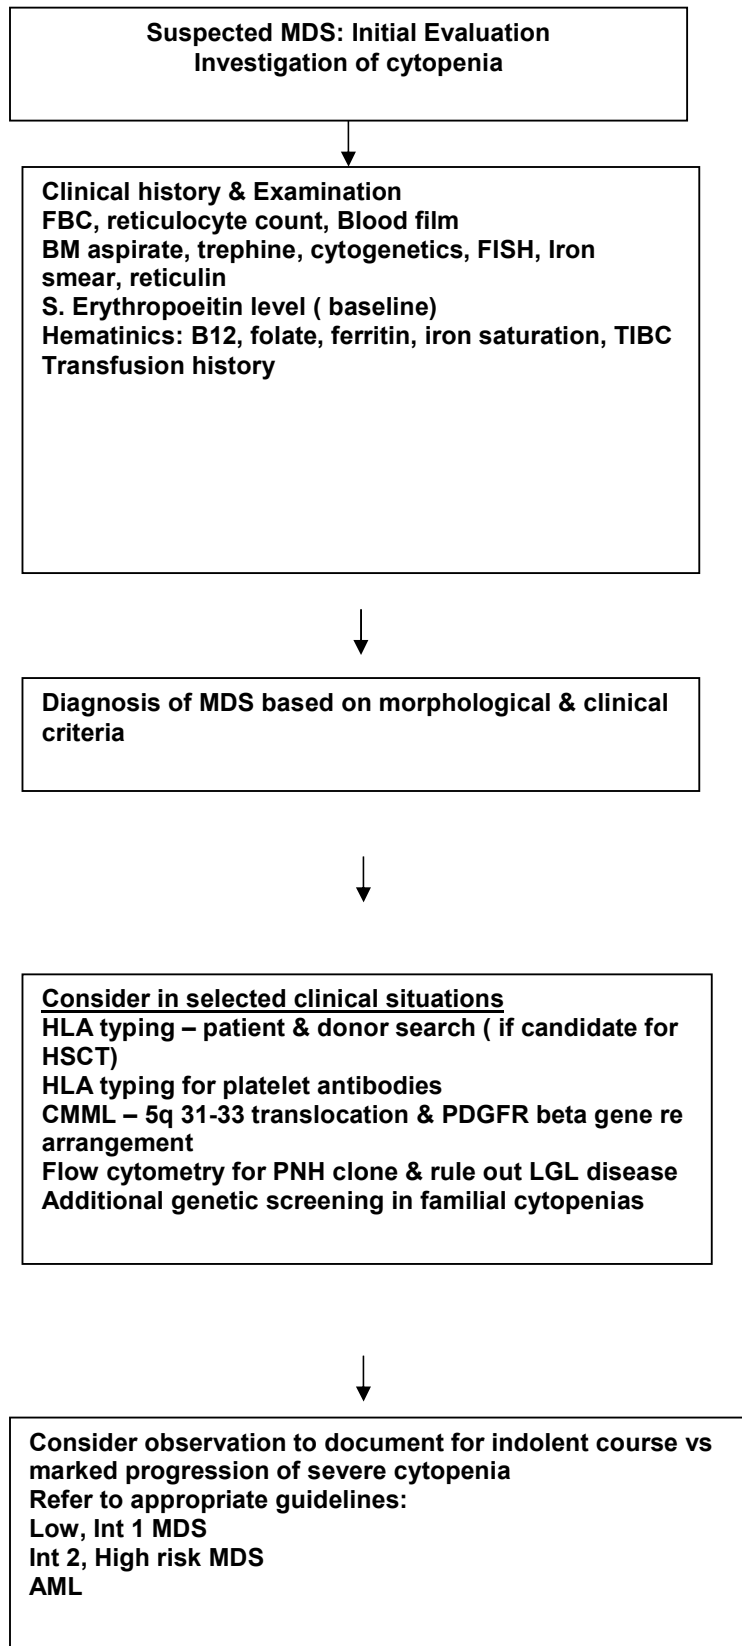 Suspected MDS: Initial Evaluation
Investigation of cytopenia
Clinical history & Examination
FBC, reticulocyte count, Blood film
BM aspirate, trephine, cytogenetics, FISH, Iron
smear, reticulin
S. Erythropoeitin level ( baseline)
Hematinics: B12, folate, ferritin, iron saturation, TIBC
Transfusion history
Diagnosis of MDS based on morphological & clinical
criteria
Consider in selected clinical situations
HLA typing – patient & donor search ( if candidate for
HSCT)
HLA typing for platelet antibodies
CMML – 5q 31-33 translocation & PDGFR beta gene re
arrangement
Flow cytometry for PNH clone & rule out LGL disease
Additional genetic screening in familial cytopenias
Consider observation to document for indolent course vs
marked progression of severe cytopenia
Refer to appropriate guidelines:
Low, Int 1 MDS
Int 2, High risk MDS
AML